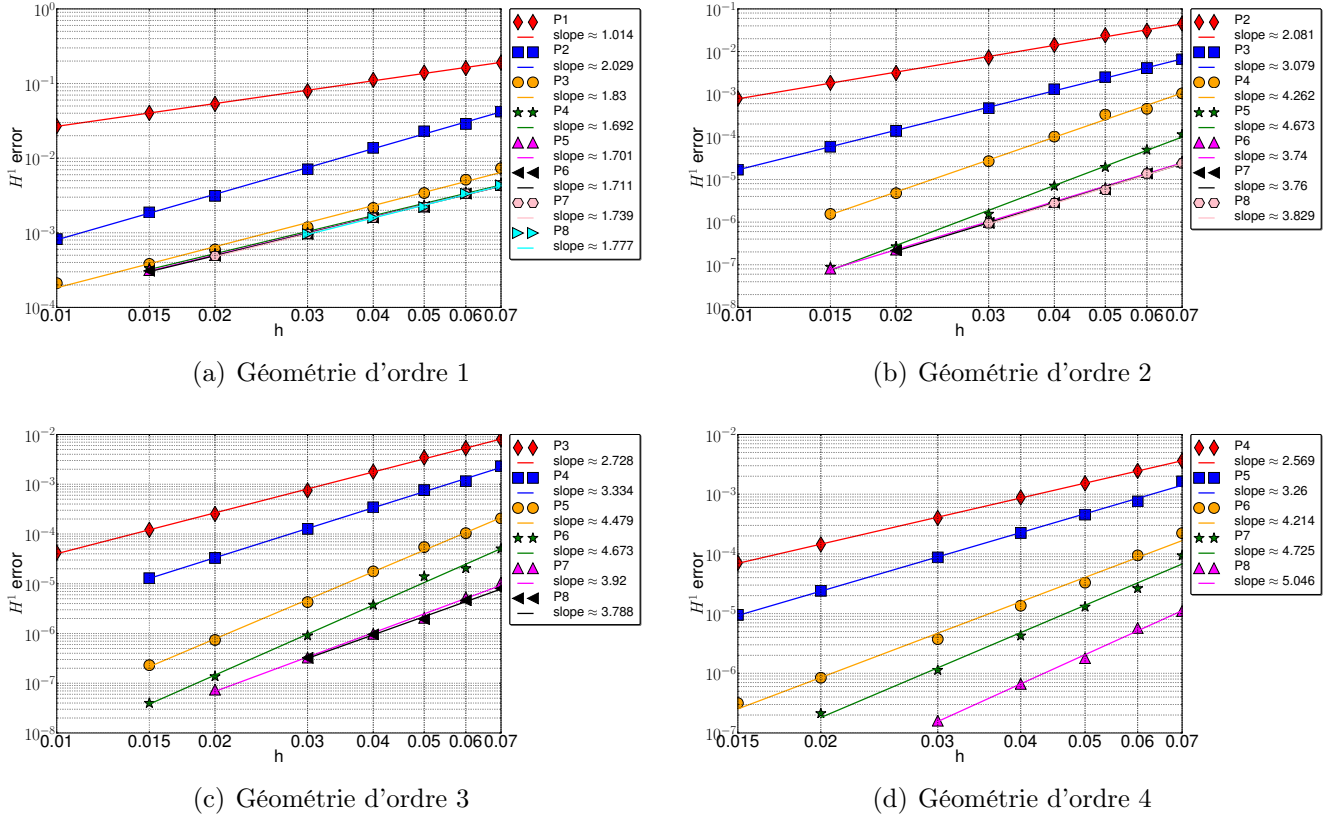 10^0
10^{-1}
10^{-2}
10^{-3}
10^{-4}
H^1 error
0.01
0.015
0.02
0.03
0.04
0.05
0.06
0.07
h
P1
slope ≈ 1.014
P2
slope ≈ 2.029
P3
slope ≈ 1.83
P4
slope ≈ 1.692
P5
slope ≈ 1.701
P6
slope ≈ 1.711
P7
slope ≈ 1.739
P8
slope ≈ 1.777
(a) Géométrie d'ordre 1
10^{-1}
10^{-2}
10^{-3}
10^{-4}
10^{-5}
10^{-6}
10^{-7}
10^{-8}
H^1 error
0.01
0.015
0.02
0.03
0.04
0.05
0.06
0.07
h
P2
slope ≈ 2.081
P3
slope ≈ 3.079
P4
slope ≈ 4.262
P5
slope ≈ 4.673
P6
slope ≈ 3.74
P7
slope ≈ 3.76
P8
slope ≈ 3.829
(b) Géométrie d'ordre 2
10^{-2}
10^{-3}
10^{-4}
10^{-5}
10^{-6}
10^{-7}
10^{-8}
H^1 error
0.01
0.015
0.02
0.03
0.04
0.05
0.06
0.07
h
P3
slope ≈ 2.728
P4
slope ≈ 3.334
P5
slope ≈ 4.479
P6
slope ≈ 4.673
P7
slope ≈ 3.92
P8
slope ≈ 3.788
(c) Géométrie d'ordre 3
10^{-2}
10^{-3}
10^{-4}
10^{-5}
10^{-6}
10^{-7}
H^1 error
0.015
0.02
0.03
0.04
0.05
0.06
0.07
h
P4
slope ≈ 2.569
P5
slope ≈ 3.26
P6
slope ≈ 4.214
P7
slope ≈ 4.725
P8
slope ≈ 5.046
(d) Géométrie d'ordre 4